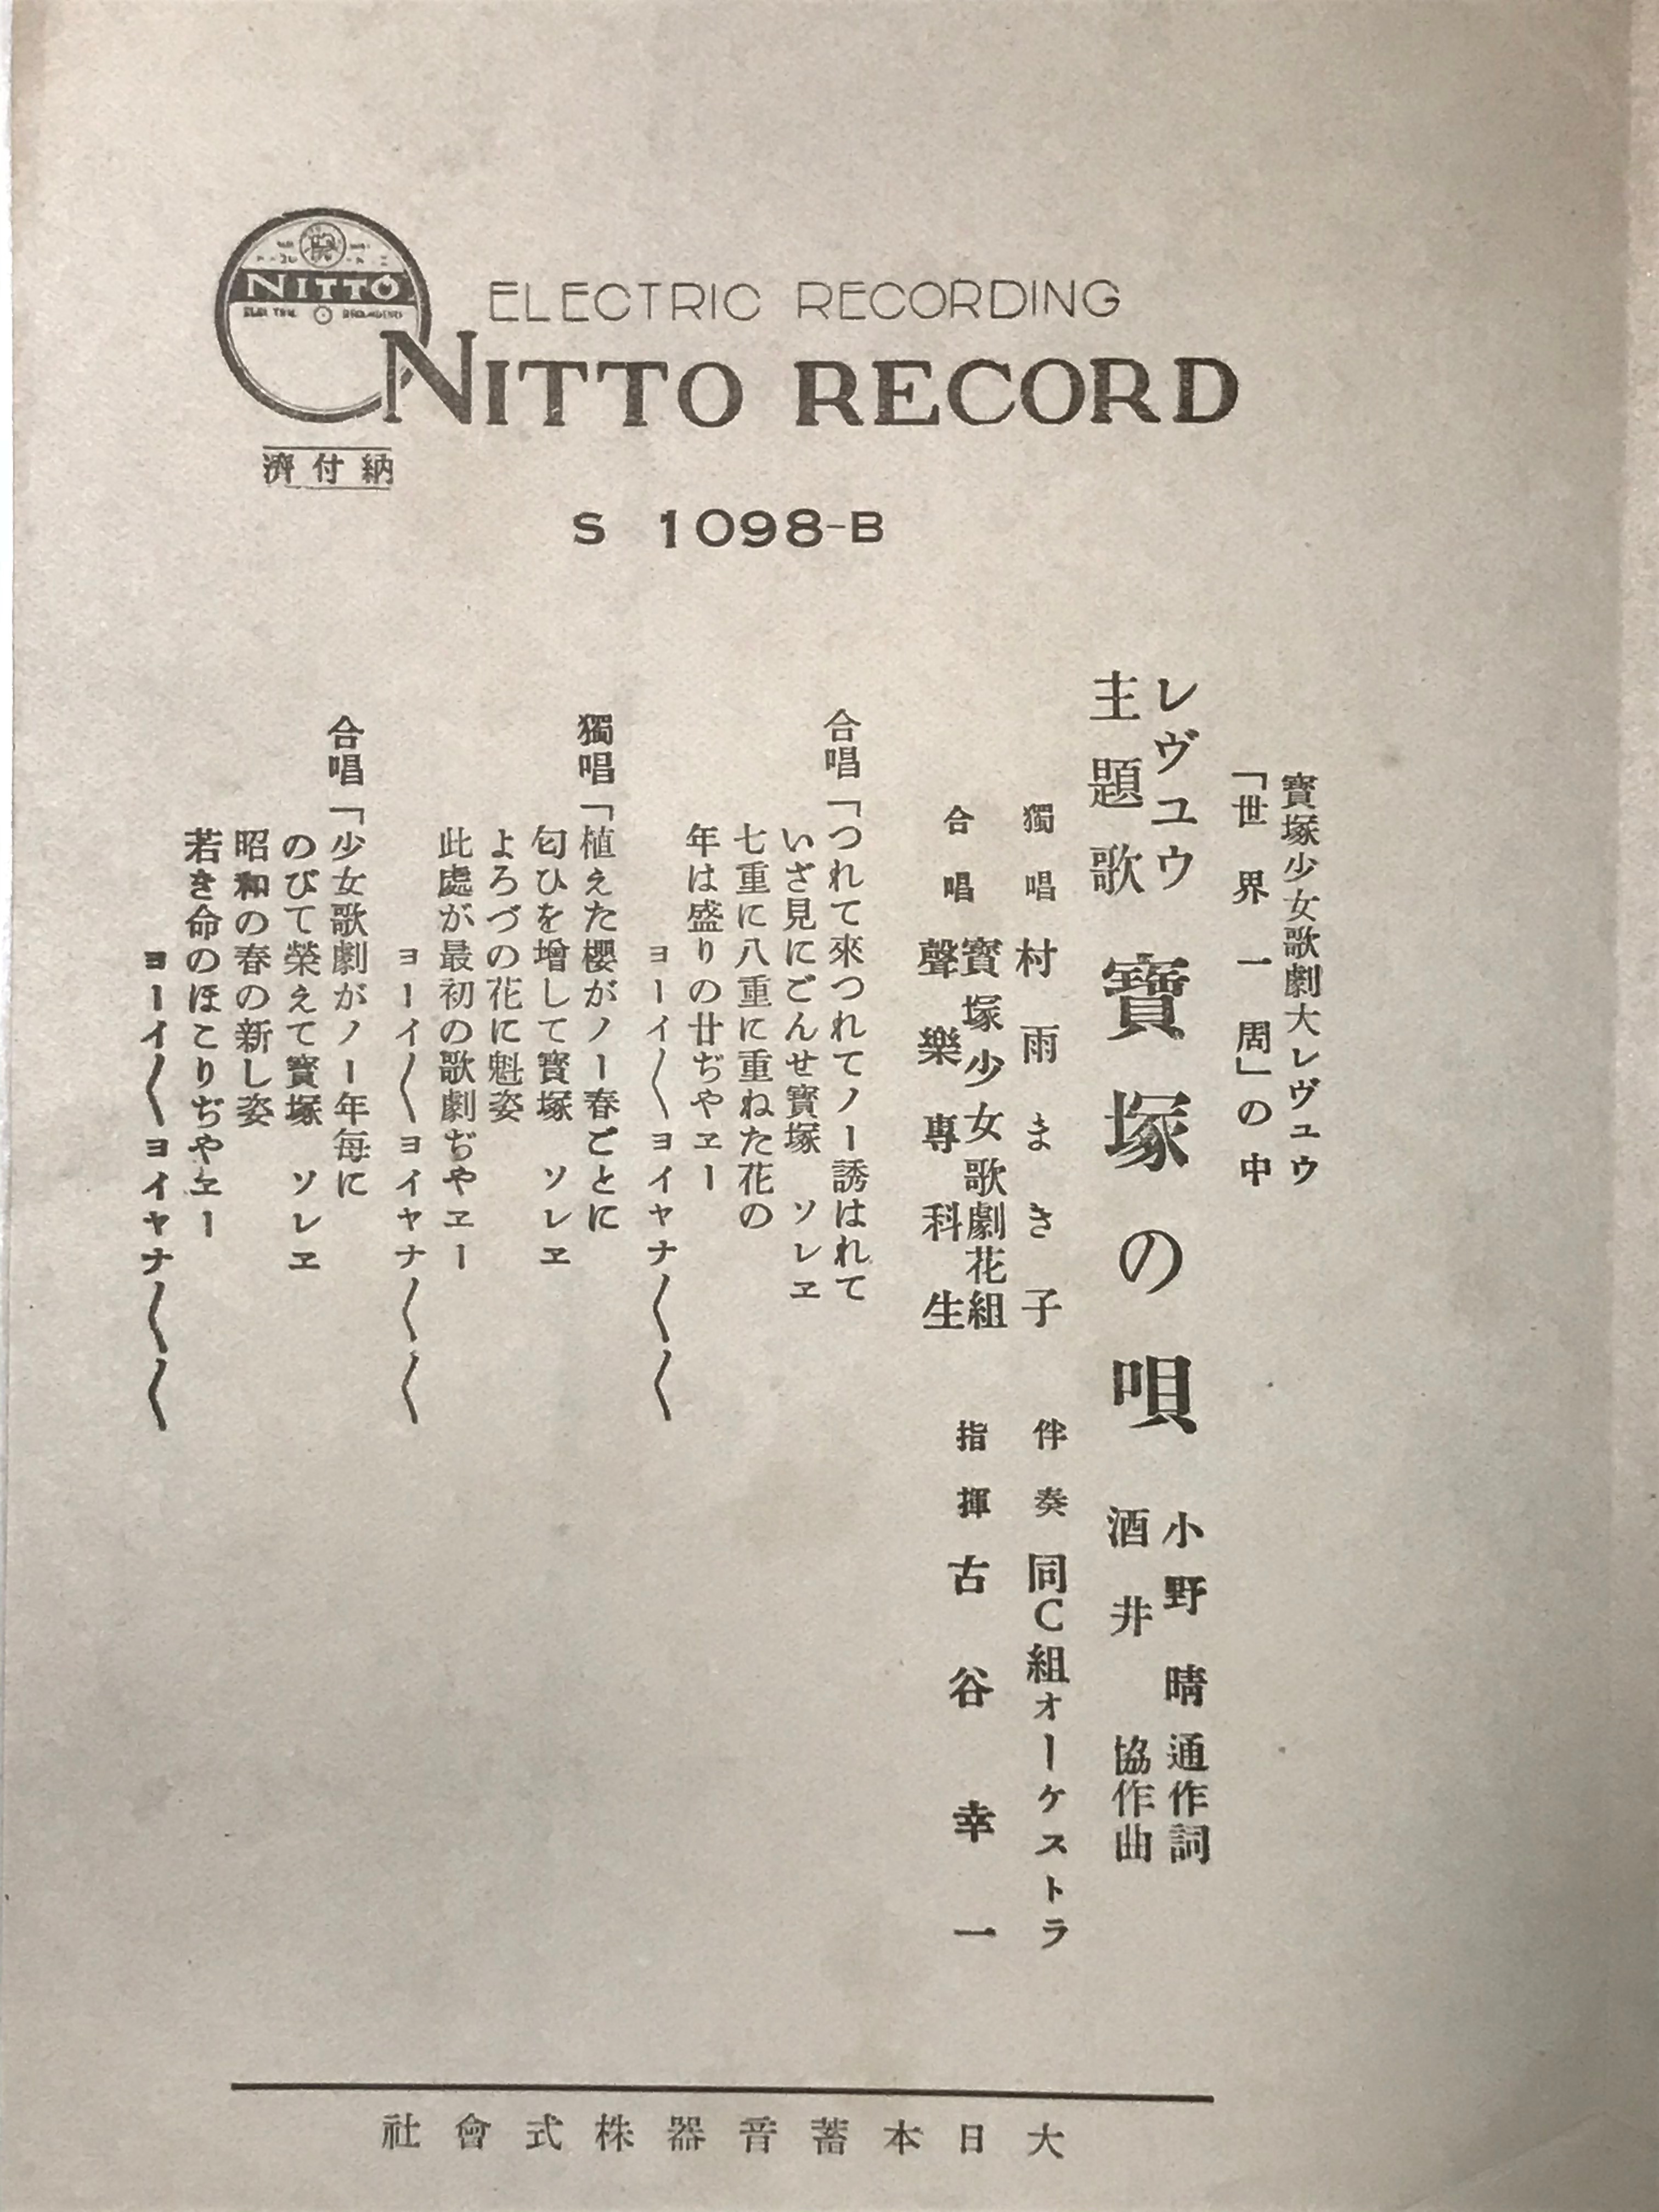 NITTO
ELECTRIC RECORDING
NITTO RECORD
濟付納
S 1098-B
寶塚少女歌劇大レヴュウ
「世界一周」の中
レヴユウ
主題歌
寶塚の唄
小野晴通作詞
酒井協作曲
獨唱 村雨まき子
合唱 寶塚少女歌劇花組
聲樂專科生
伴奏 同C組オーケストラ
指揮 古谷幸一
合唱「つれて來つれてノー誘はれて
いざ見にごんせ寶塚 ソレヱ
七重に八重に重ねた花の
年は盛りの廿ぢやヱー
ヨーイ〱ヨイヤナ〱〱
獨唱「植えた櫻がノー春ごとに
匂ひを增して寶塚 ソレヱ
よろづの花に魁姿
此處が最初の歌劇ぢやヱー
ヨーイ〱ヨイヤナ〱〱
合唱「少女歌劇がノー年每に
のびて榮えて寶塚 ソレヱ
昭和の春の新し姿
若き命のほこりぢやヱー
ヨーイ〱ヨイヤナ〱〱
社會式株器音蓄本日大